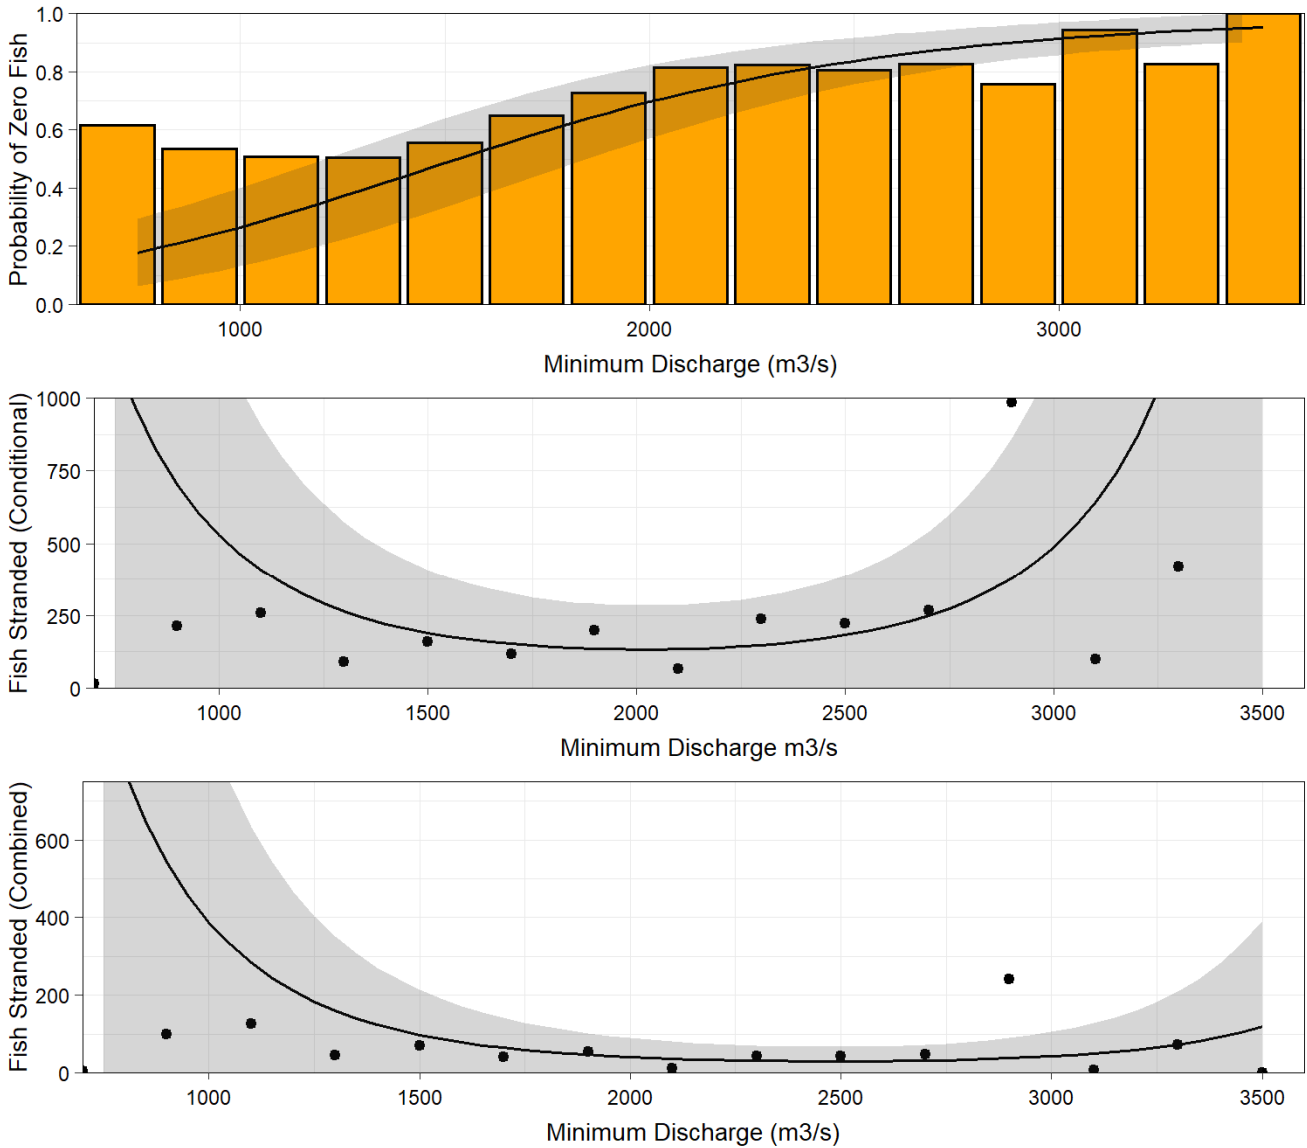 Probability of Zero Fish
1.0
0.8
0.6
0.4
0.2
0.0
1000 2000 3000
Minimum Discharge (m3/s)
Fish Stranded (Conditional)
1000
750
500
250
0
1000 1500 2000 2500 3000 3500
Minimum Discharge m3/s
Fish Stranded (Combined)
600
400
200
0
1000 1500 2000 2500 3000 3500
Minimum Discharge (m3/s)